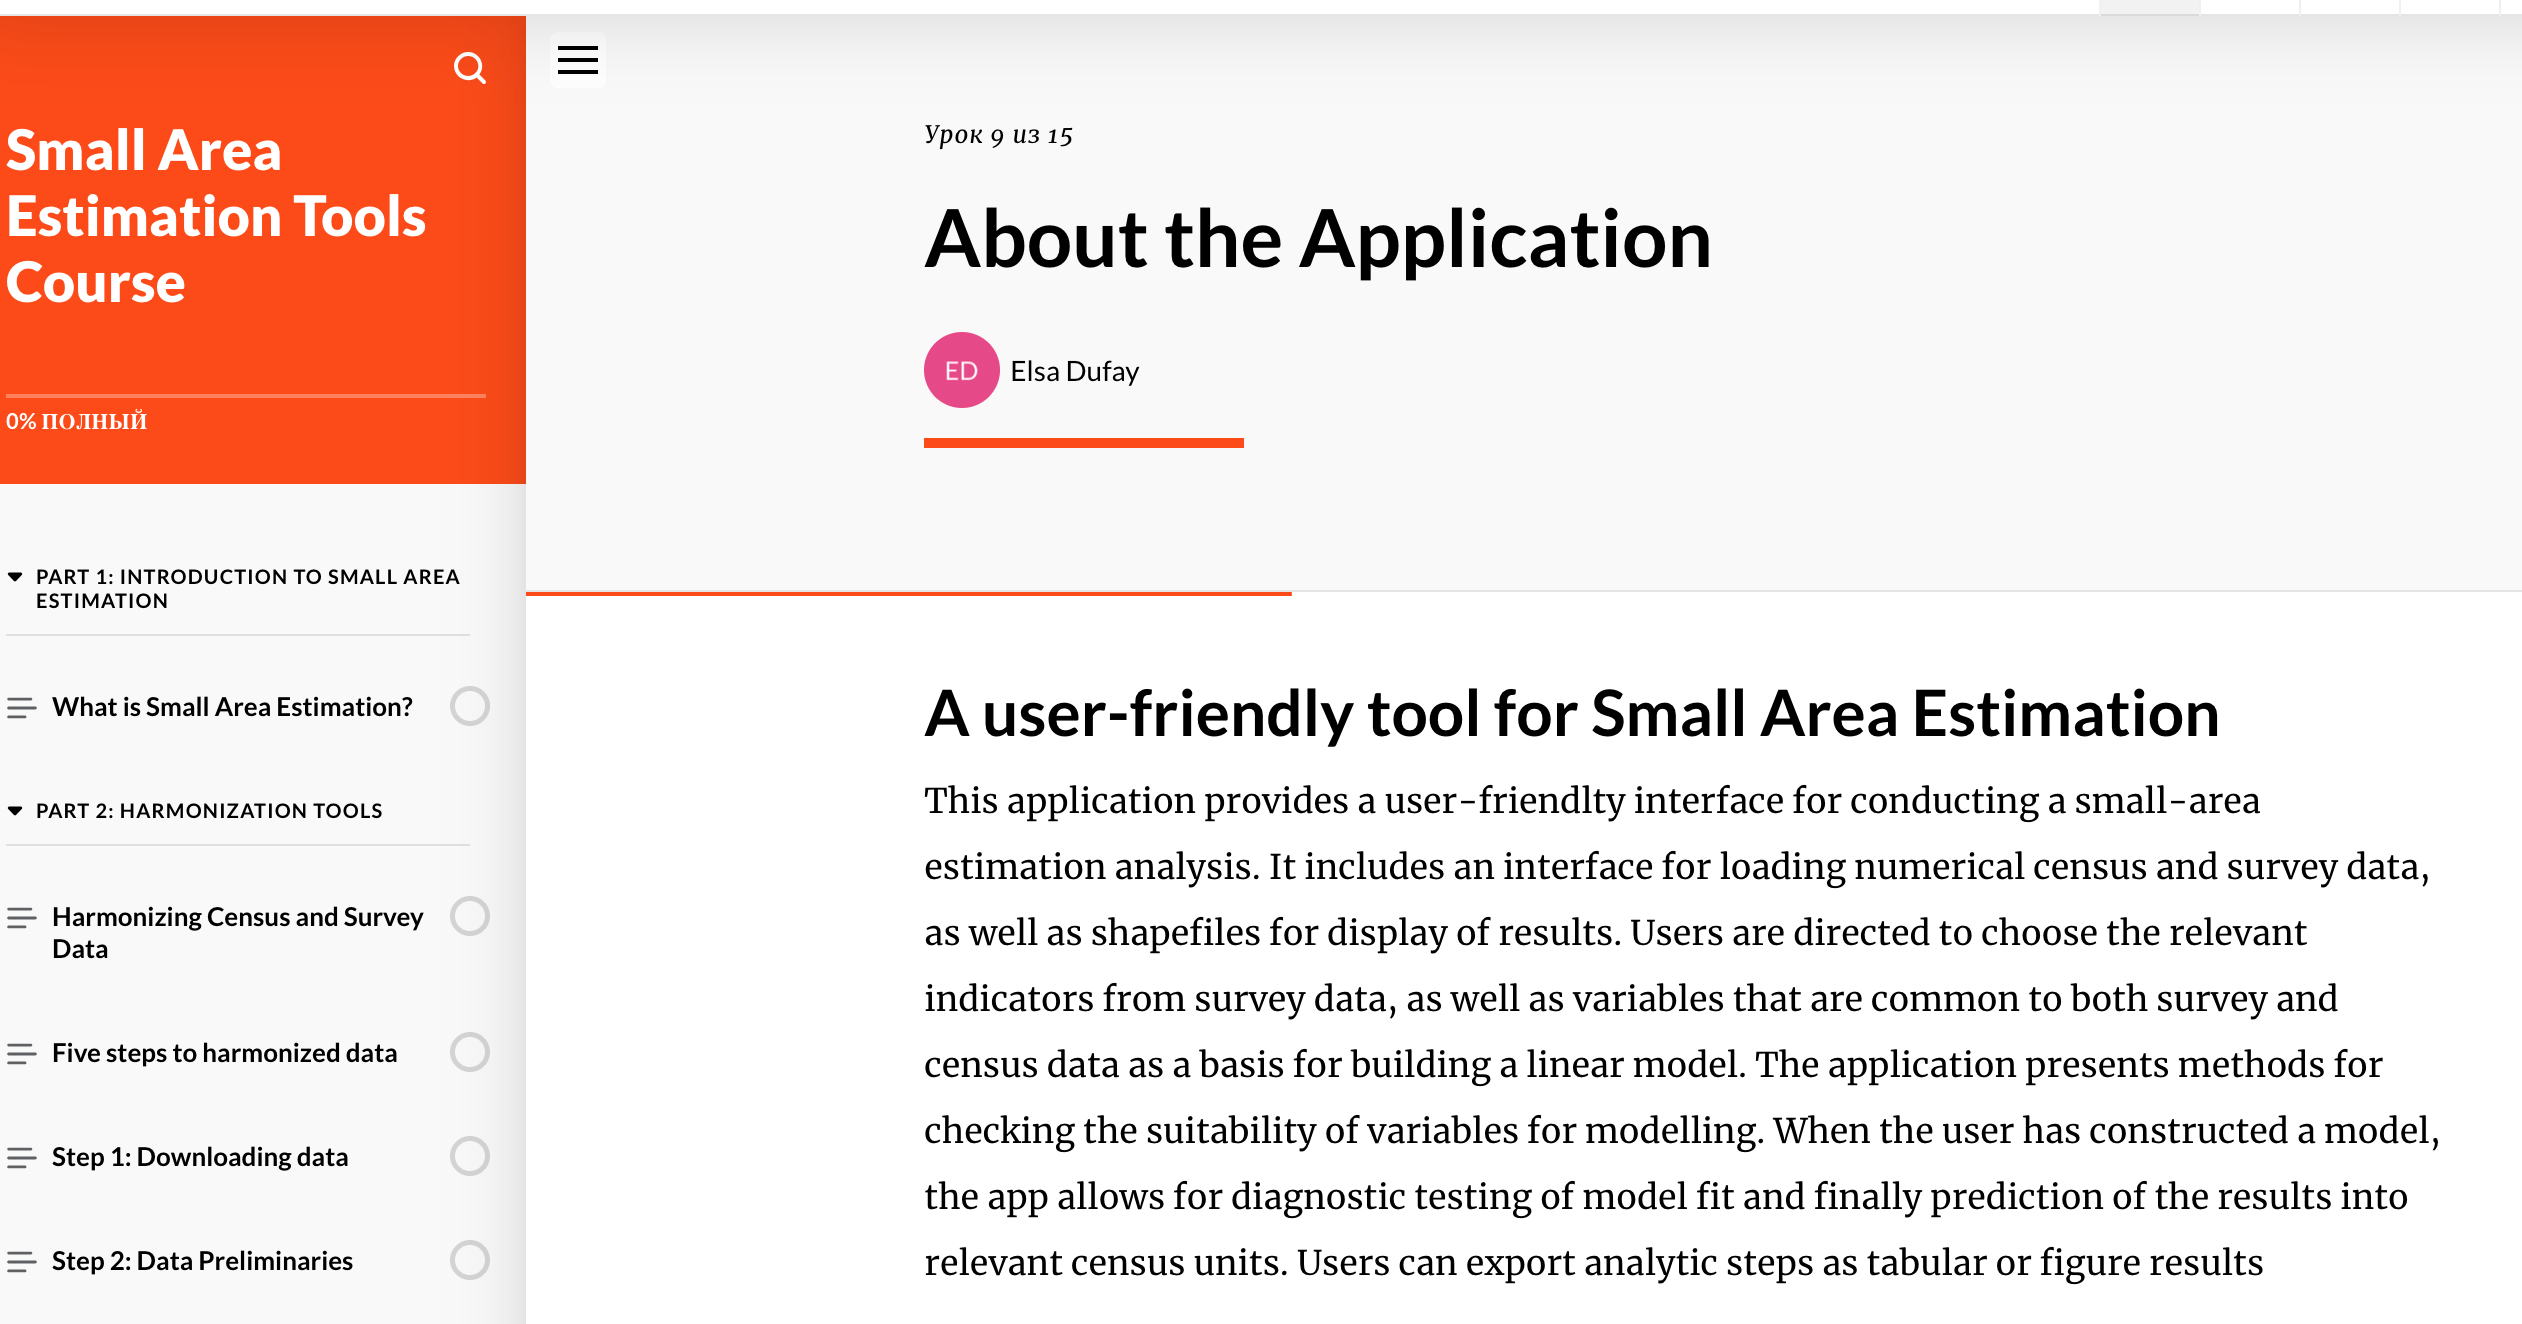 Small Area
Estimation Tools
Course
0% ПОЛНЫЙ
PART 1: INTRODUCTION TO SMALL AREA
ESTIMATION
What is Small Area Estimation?
PART 2: HARMONIZATION TOOLS
Harmonizing Census and Survey
Data
Five steps to harmonized data
Step 1: Downloading data
Step 2: Data Preliminaries
Урок 9 из 15
About the Application
ED
Elsa Dufay
A user-friendly tool for Small Area Estimation
This application provides a user-friendlty interface for conducting a small-area
estimation analysis. It includes an interface for loading numerical census and survey data,
as well as shapefiles for display of results. Users are directed to choose the relevant
indicators from survey data, as well as variables that are common to both survey and
census data as a basis for building a linear model. The application presents methods for
checking the suitability of variables for modelling. When the user has constructed a model,
the app allows for diagnostic testing of model fit and finally prediction of the results into
relevant census units. Users can export analytic steps as tabular or figure results